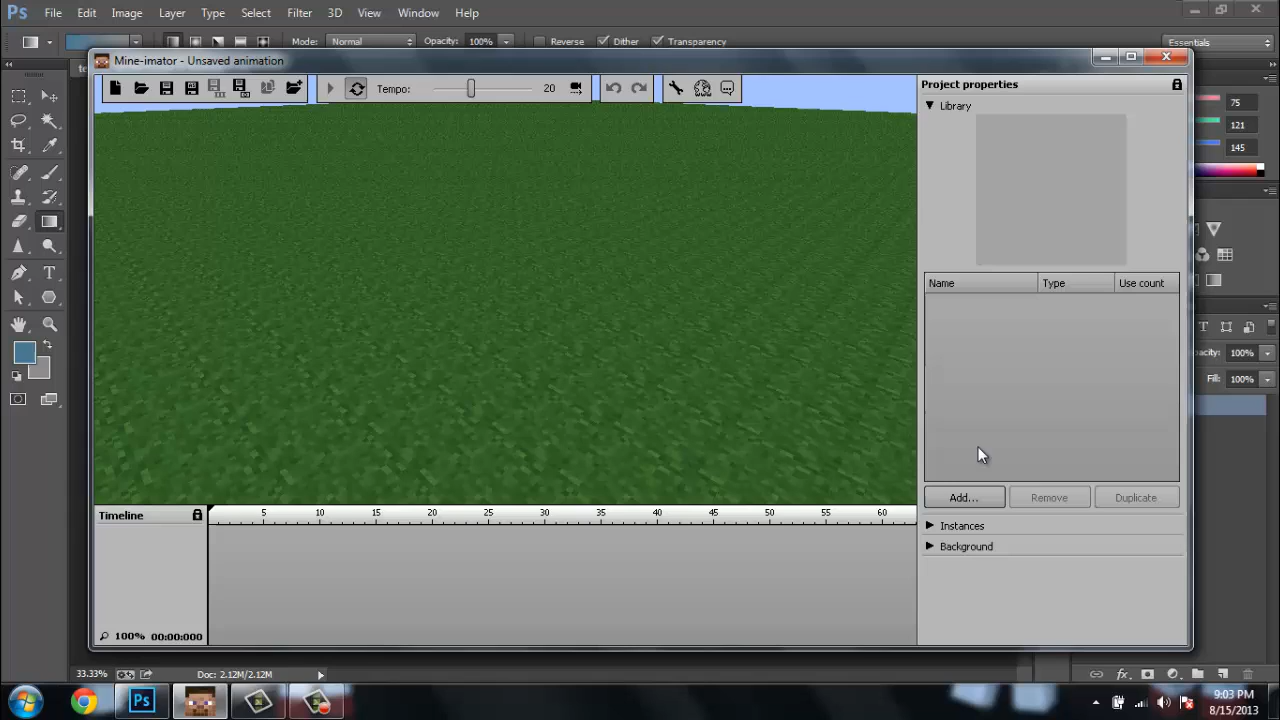 Ps File Edit Image Layer Type Select Filter 3D View Window Help
Mode: Normal Opacity: 100% Reverse Dither Transparency Essentials
Mine-imator - Unsaved animation
Tempo: 20
Project properties
Library
75
121
145
Name Type Use count
Add... Remove Duplicate
Instances
Background
100%
Fill: 100%
Timeline
5 10 15 20 25 30 35 40 45 50 55 60
100% 00:00:000
33.33% Doc: 2.12M/2.12M
fx
Ps
9:03 PM
8/15/2013